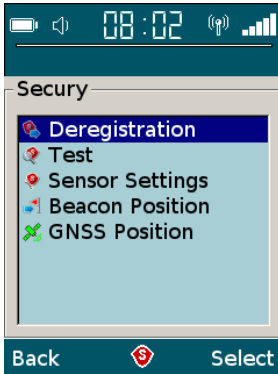 08:02
Secury
Deregistration
Test
Sensor Settings
Beacon Position
GNSS Position
Back S Select